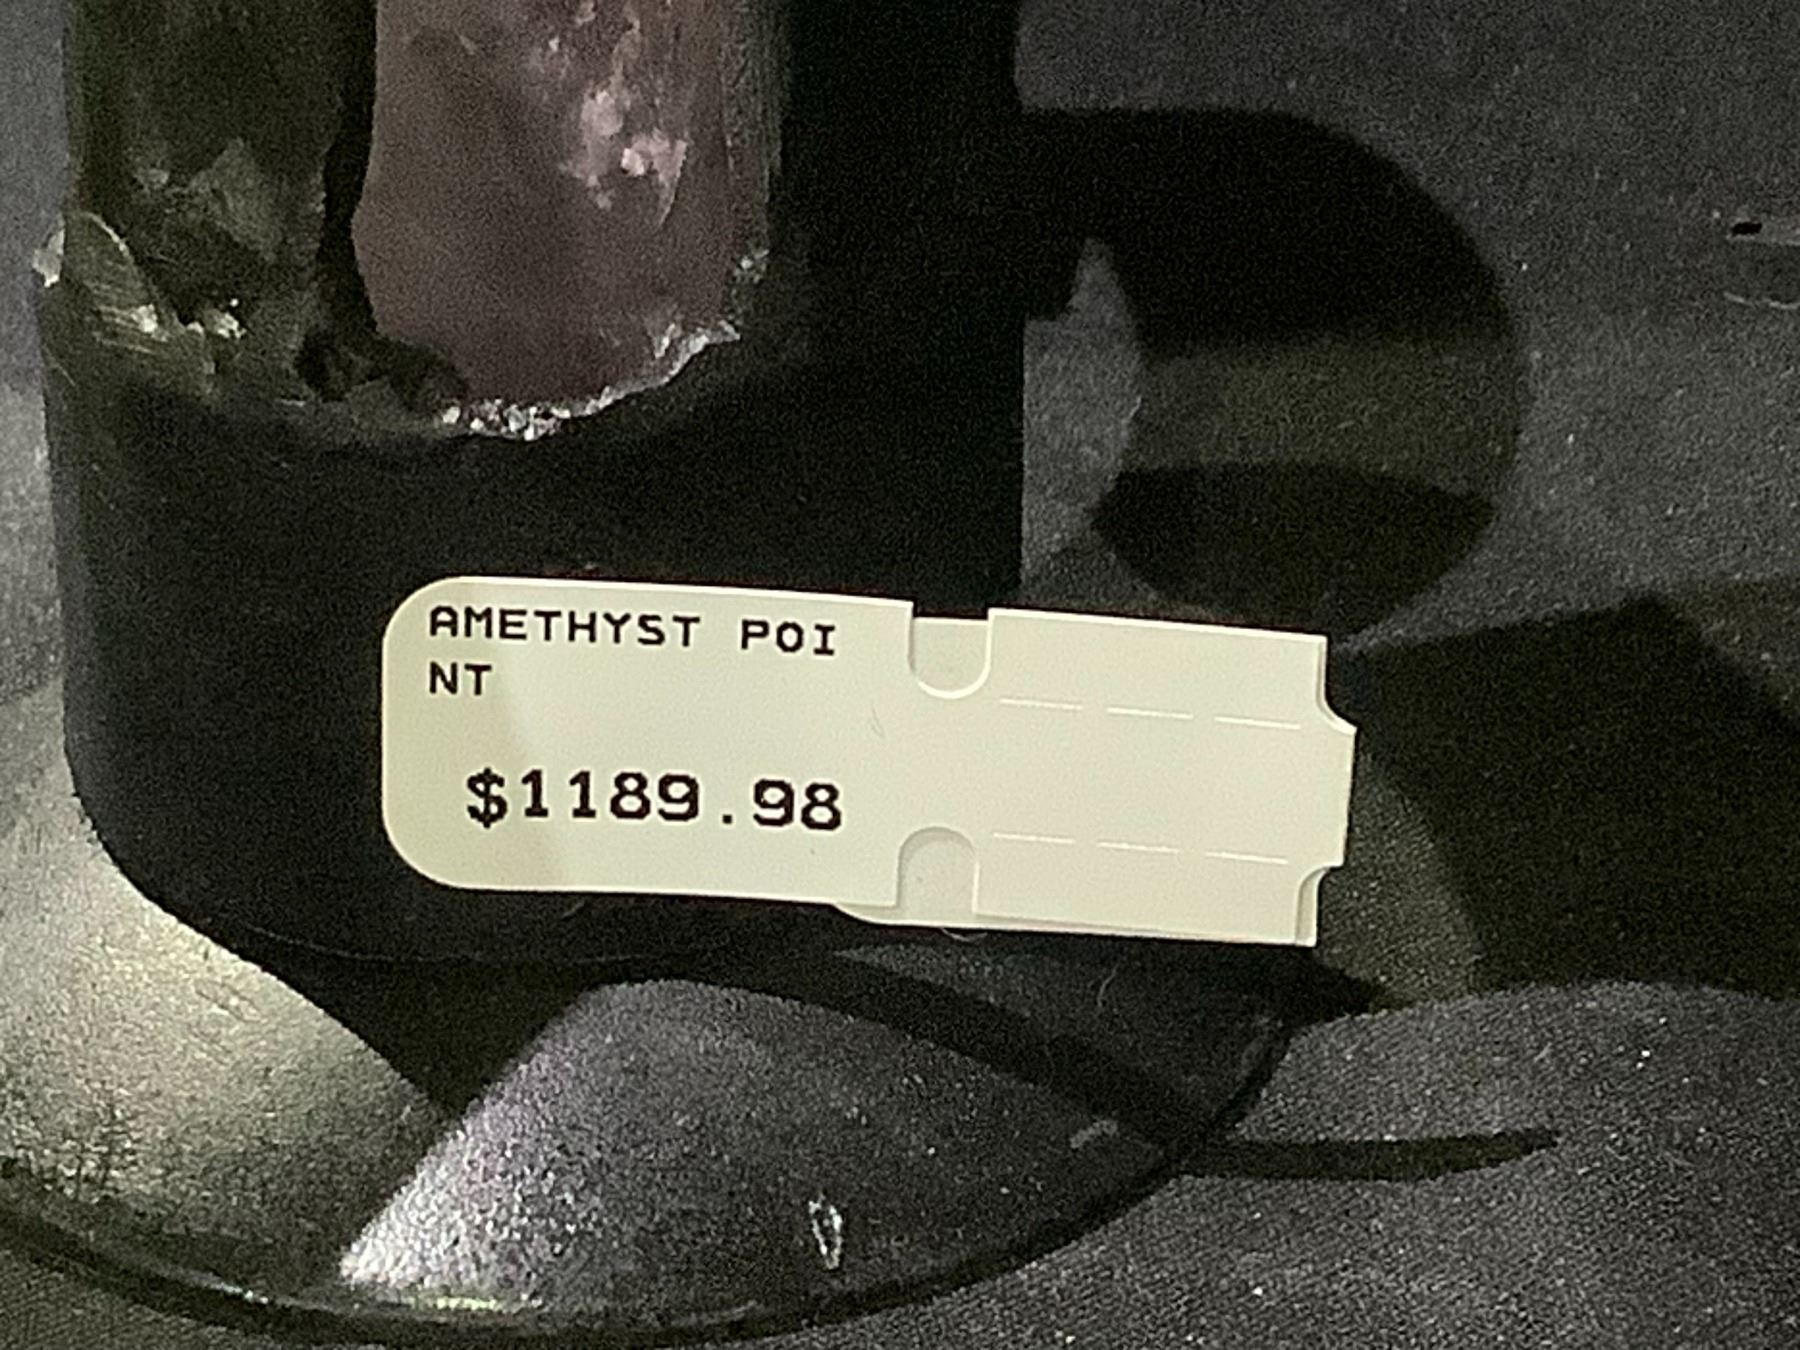 AMETHYST POI
NT
$1189.98